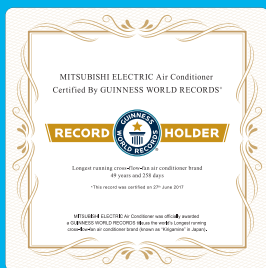 MITSUBISHI ELECTRIC Air Conditioner
Certified By GUINNESS WORLD RECORDS*
RECORD HOLDER
GUINNESS
WORLD RECORDS
Longest running cross-flow-fan air conditioner brand
49 years and 258 days
*This record was certified on 27th June 2017
MITSUBISHI ELECTRIC Air Conditioner was officially awarded
a GUINNESS WORLD RECORDS title as the world's Longest running
cross-flow-fan air conditioner brand (known as "Kirigamine" in Japan).